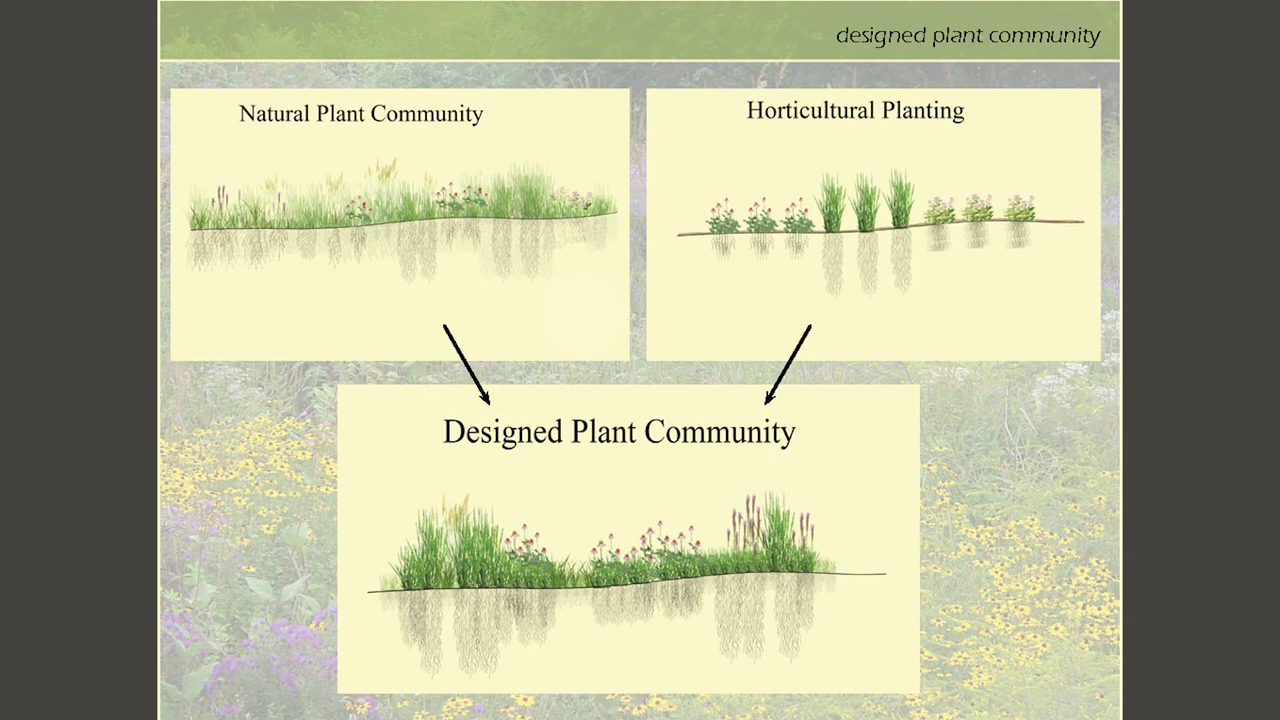 designed plant community
Natural Plant Community
Horticultural Planting
Designed Plant Community